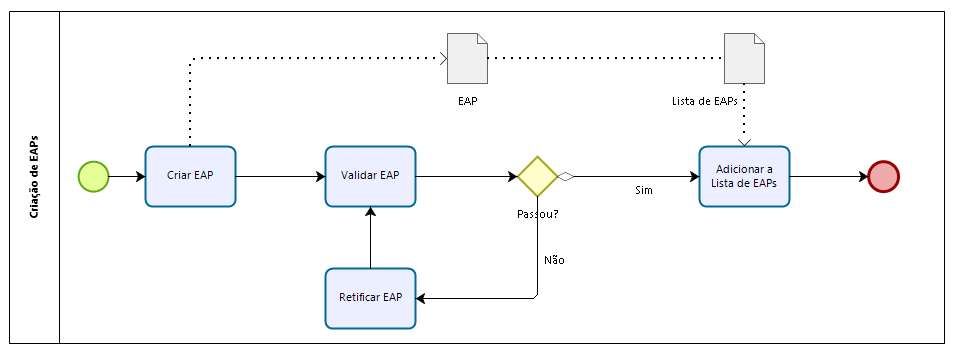 Criação de EAPs
EAP
Lista de EAPs
Criar EAP
Validar EAP
Passou?
Sim
Adicionar a
Lista de EAPs
Não
Retificar EAP